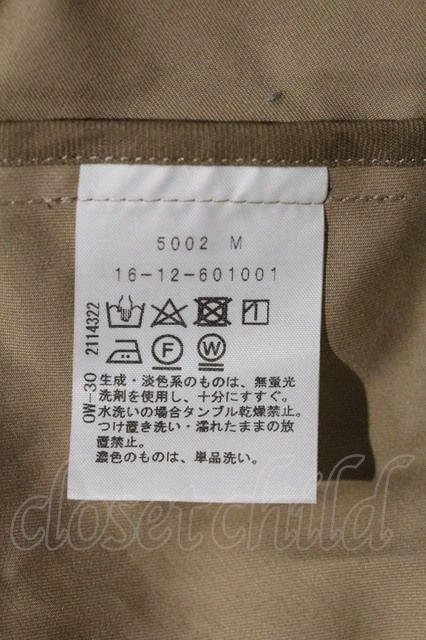 5002 M
16-12-601001
2114322
0W-30
F
W
生成・淡色系のものは、無蛍光
洗剤を使用し、十分にすすぐ。
水洗いの場合タンブル乾燥禁止。
つけ置き洗い・濡れたままの放
置禁止。
濃色のものは、単品洗い。
closet child